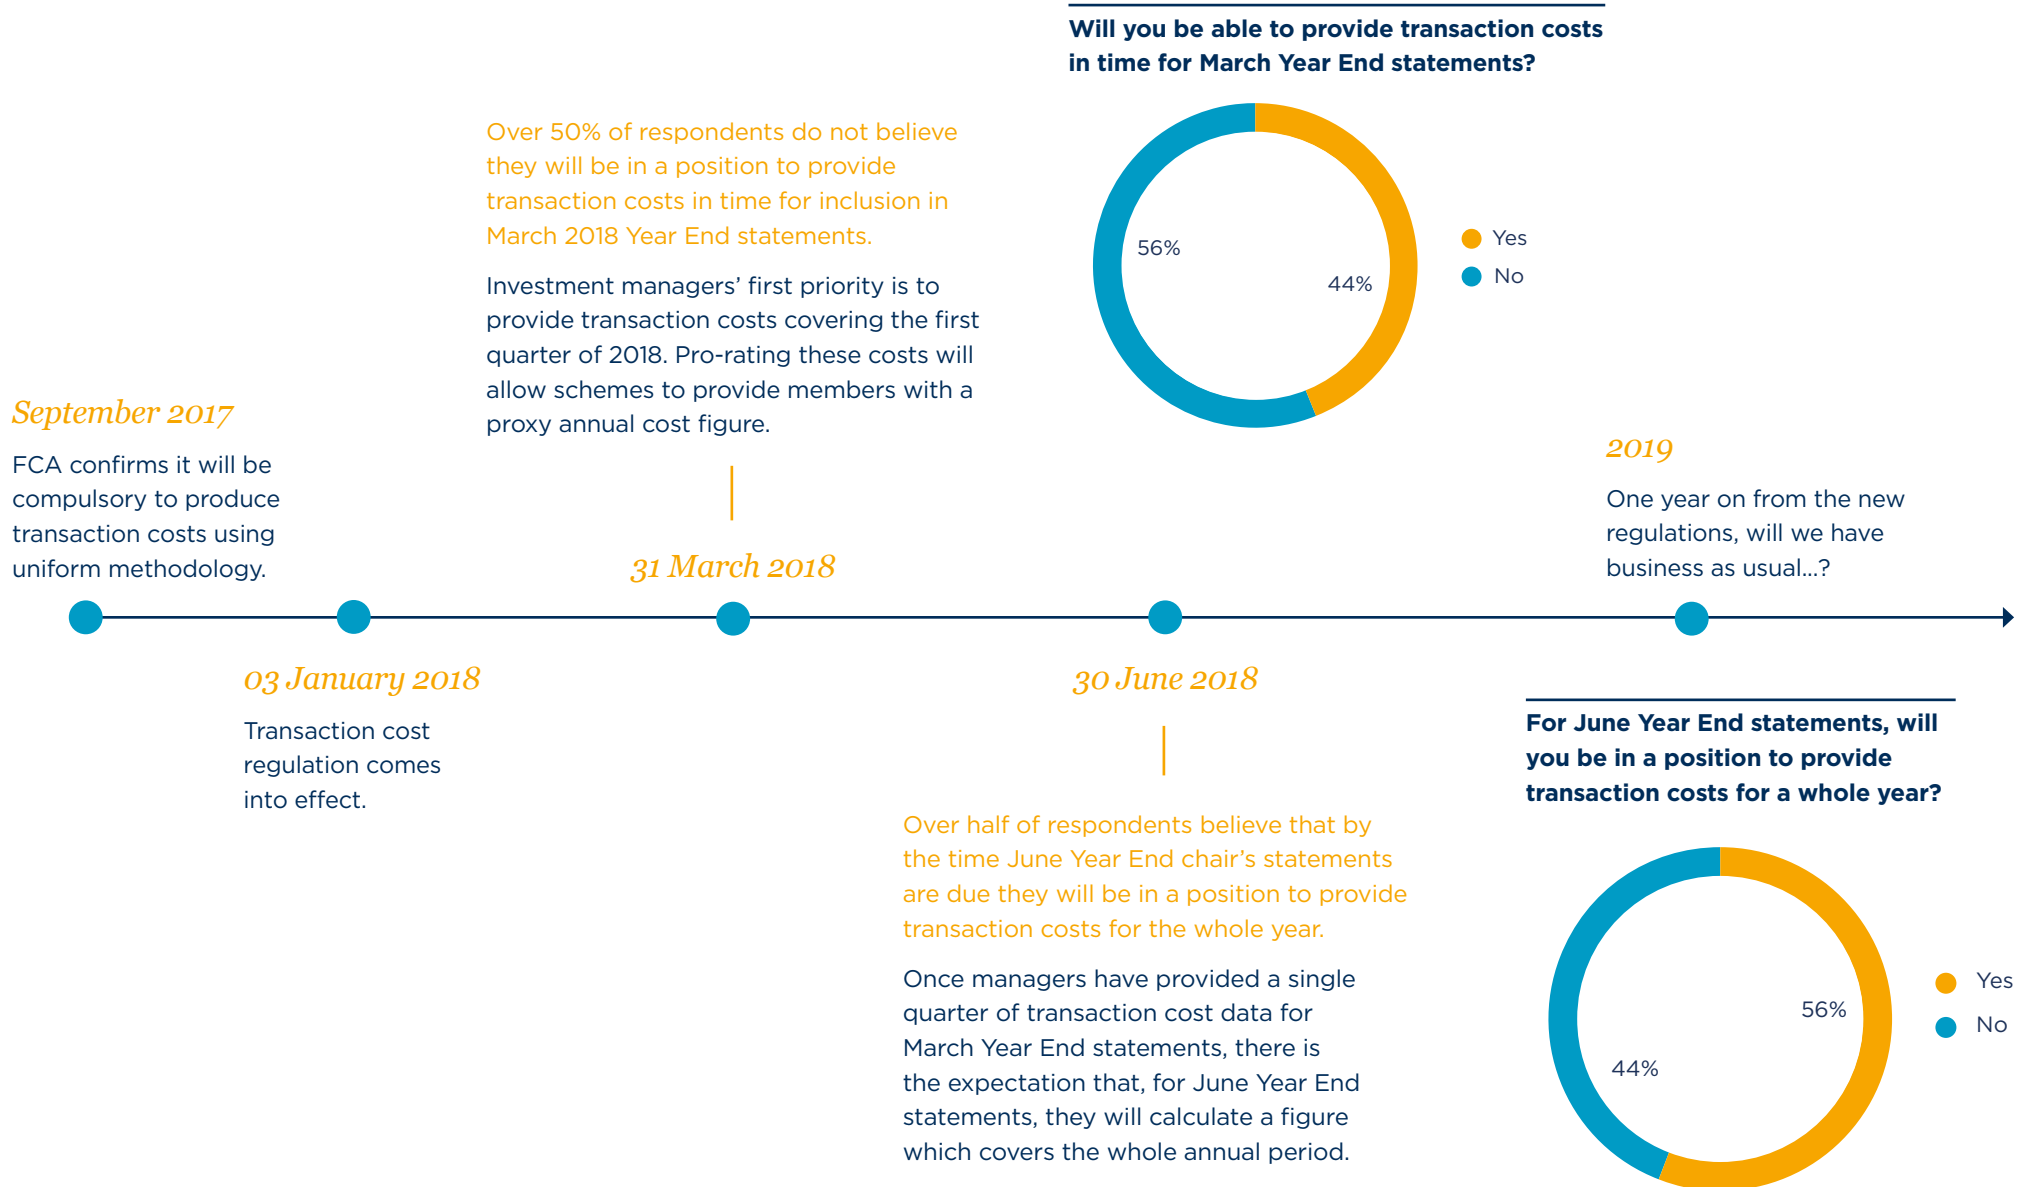 Will you be able to provide transaction costs
in time for March Year End statements?
Over 50% of respondents do not believe
they will be in a position to provide
transaction costs in time for inclusion in
March 2018 Year End statements.
Investment managers’ first priority is to
provide transaction costs covering the first
quarter of 2018. Pro-rating these costs will
allow schemes to provide members with a
proxy annual cost figure.
56%
44%
Yes
No
September 2017
FCA confirms it will be
compulsory to produce
transaction costs using
uniform methodology.
31 March 2018
2019
One year on from the new
regulations, will we have
business as usual...?
03 January 2018
Transaction cost
regulation comes
into effect.
30 June 2018
Over half of respondents believe that by
the time June Year End chair’s statements
are due they will be in a position to provide
transaction costs for the whole year.
Once managers have provided a single
quarter of transaction cost data for
March Year End statements, there is
the expectation that, for June Year End
statements, they will calculate a figure
which covers the whole annual period.
For June Year End statements, will
you be in a position to provide
transaction costs for a whole year?
56%
44%
Yes
No